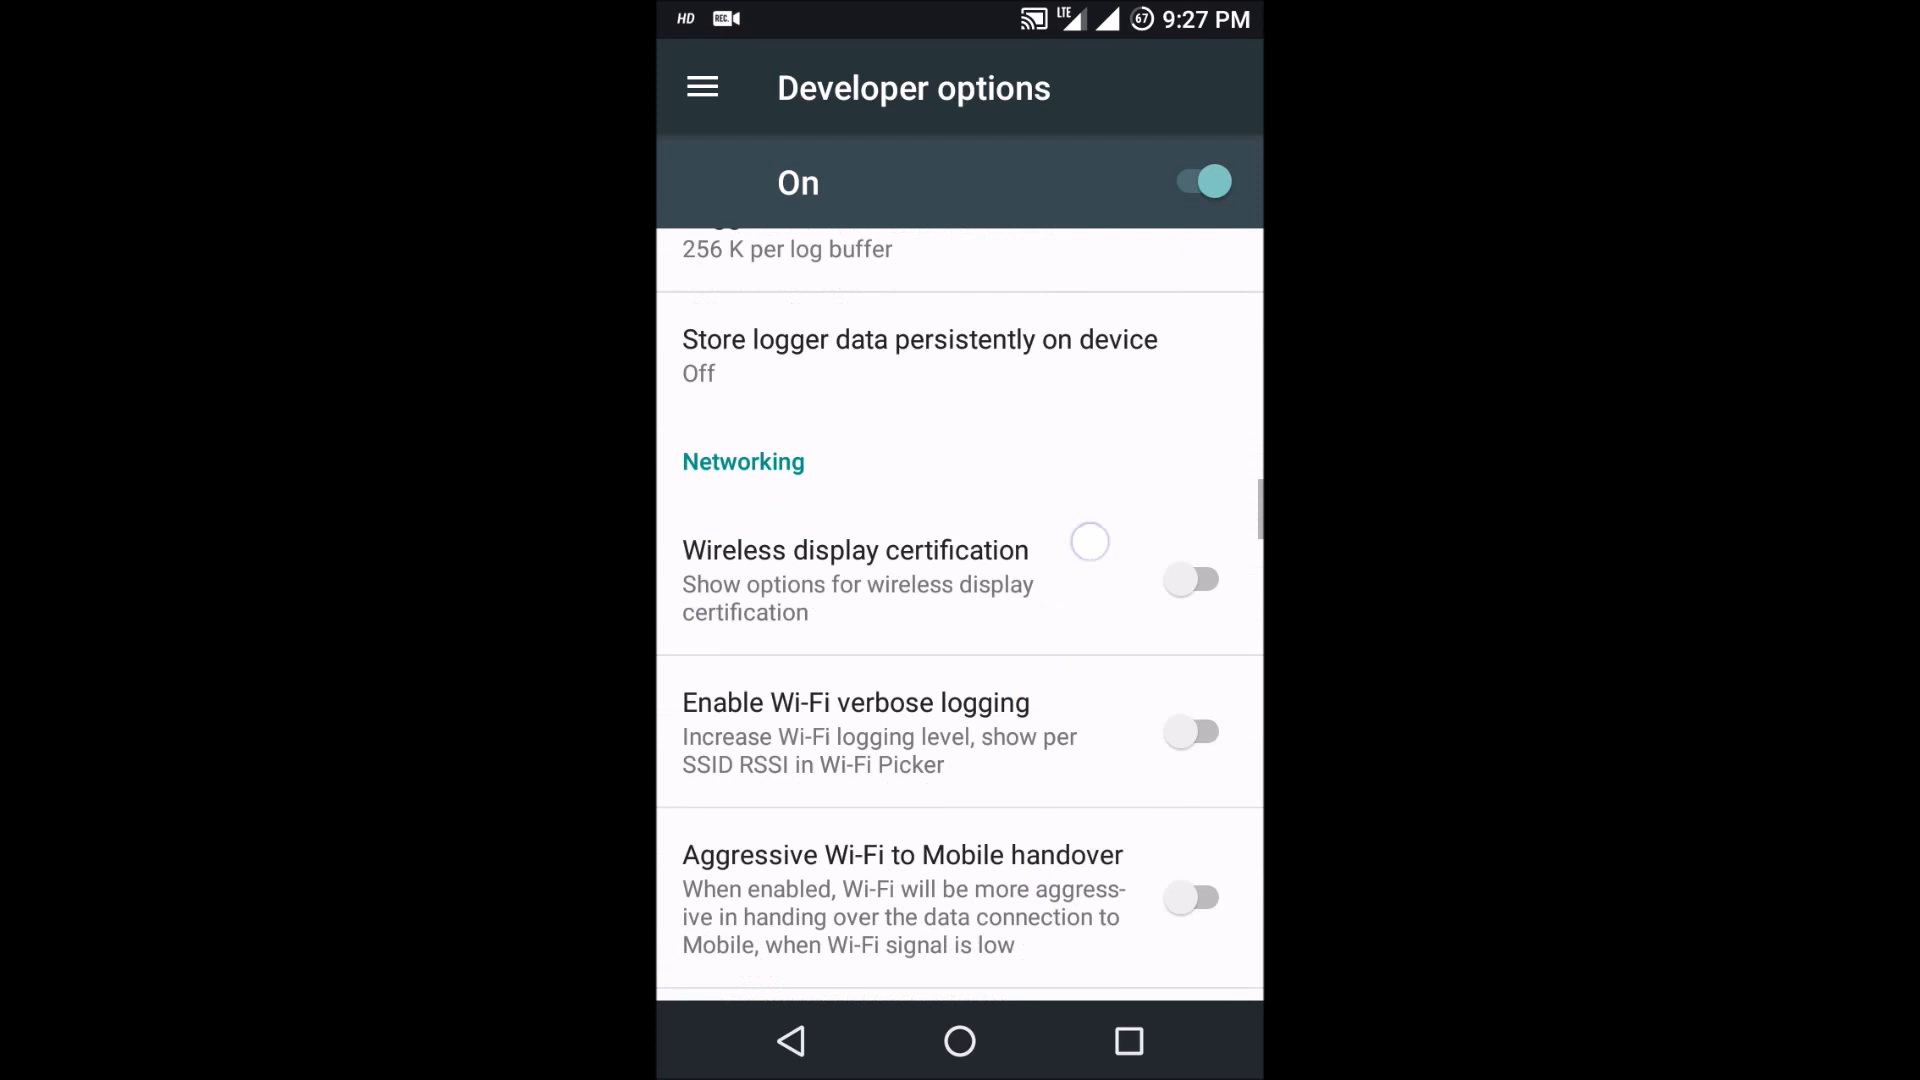 HD REC LTE 67 9:27 PM
Developer options
On
256 K per log buffer
Store logger data persistently on device
Off
Networking
Wireless display certification
Show options for wireless display
certification
Enable Wi-Fi verbose logging
Increase Wi-Fi logging level, show per
SSID RSSI in Wi-Fi Picker
Aggressive Wi-Fi to Mobile handover
When enabled, Wi-Fi will be more aggress-
ive in handing over the data connection to
Mobile, when Wi-Fi signal is low